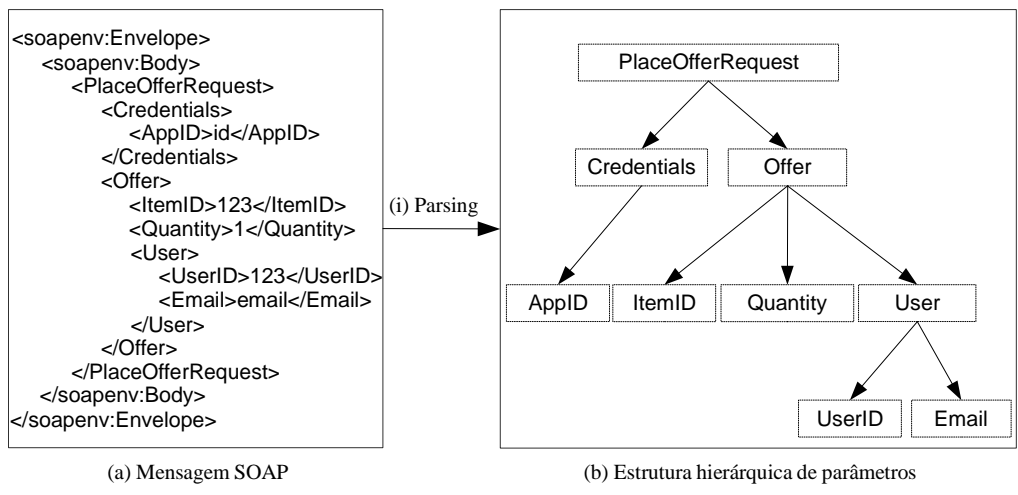 <soapenv:Envelope>
<soapenv:Body>
<PlaceOfferRequest>
<Credentials>
<AppID>id</AppID>
</Credentials>
<Offer>
<ItemID>123</ItemID>
<Quantity>1</Quantity>
<User>
<UserID>123</UserID>
<Email>email</Email>
</User>
</Offer>
</PlaceOfferRequest>
</soapenv:Body>
</soapenv:Envelope>
(a) Mensagem SOAP
(i) Parsing
PlaceOfferRequest
Credentials
Offer
AppID
ItemID
Quantity
User
UserID
Email
(b) Estrutura hierárquica de parâmetros